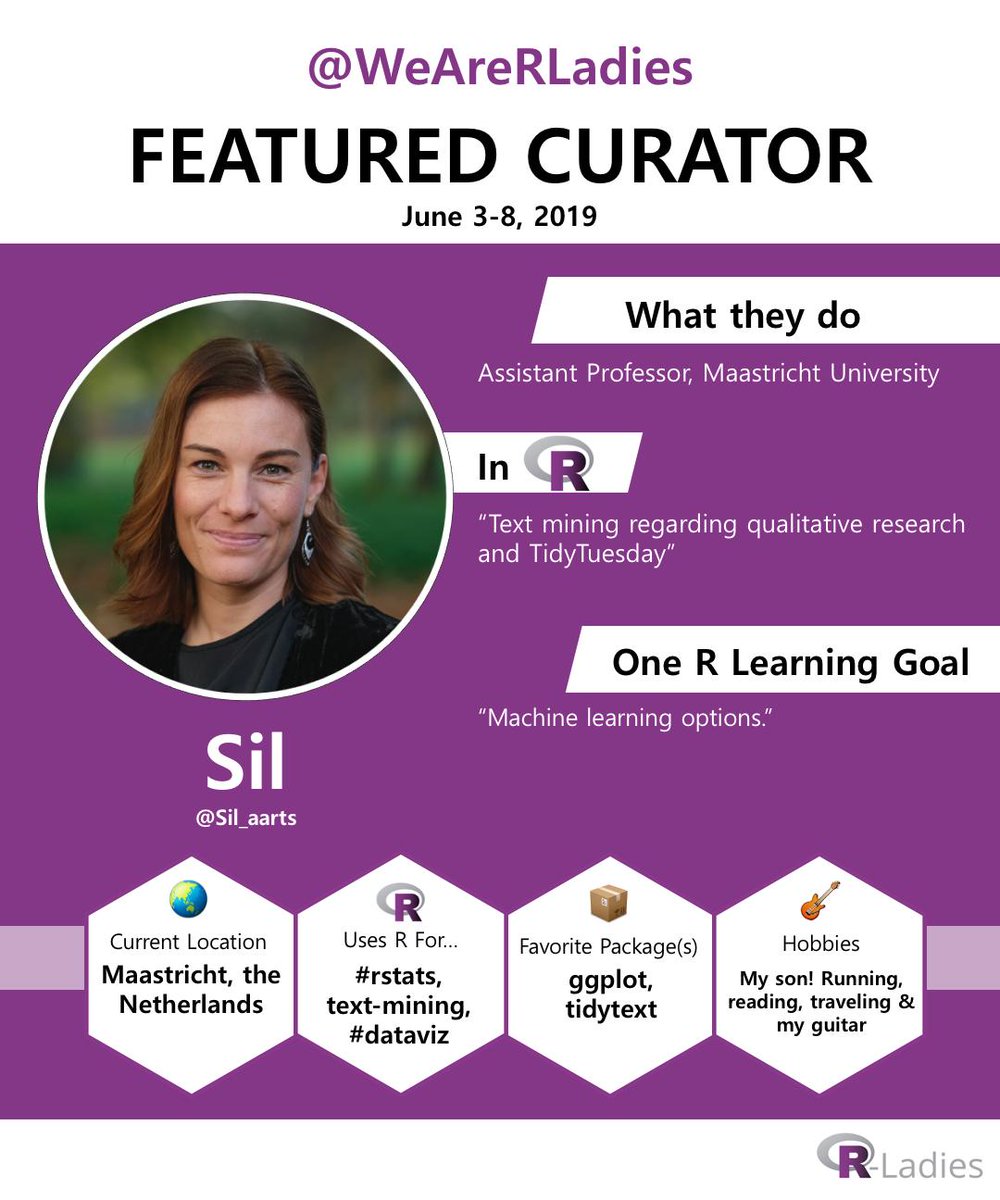 @WeAreRLadies
FEATURED CURATOR
June 3-8, 2019
What they do
Assistant Professor, Maastricht University
In R
“Text mining regarding qualitative research
and TidyTuesday”
One R Learning Goal
“Machine learning options.”
Sil
@Sil_aarts
Current Location
Maastricht, the
Netherlands
Uses R For...
#rstats,
text-mining,
#dataviz
Favorite Package(s)
ggplot,
tidytext
Hobbies
My son! Running,
reading, traveling &
my guitar
R-Ladies